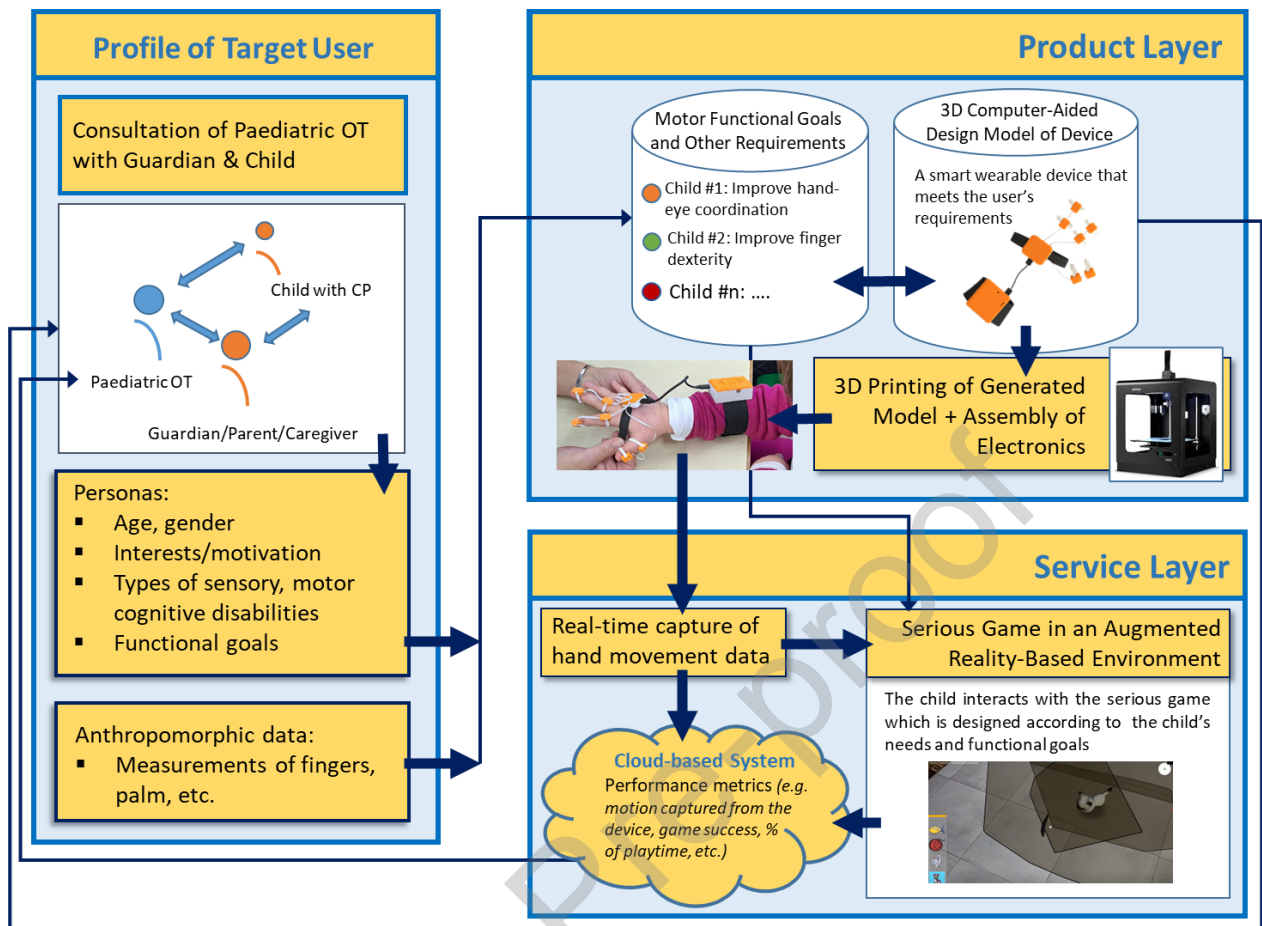 Profile of Target User
Consultation of Paediatric OT
with Guardian & Child
Child with CP
Paediatric OT
Guardian/Parent/Caregiver
Personas:
▪ Age, gender
▪ Interests/motivation
▪ Types of sensory, motor
cognitive disabilities
▪ Functional goals
Anthropomorphic data:
▪ Measurements of fingers,
palm, etc.
Product Layer
Motor Functional Goals
and Other Requirements
Child #1: Improve hand-
eye coordination
Child #2: Improve finger
dexterity
Child #n: ....
3D Computer-Aided
Design Model of Device
A smart wearable device that
meets the user's
requirements
3D Printing of Generated
Model + Assembly of
Electronics
Service Layer
Real-time capture of
hand movement data
Serious Game in an Augmented
Reality-Based Environment
The child interacts with the serious game
which is designed according to the child's
needs and functional goals
Cloud-based System
Performance metrics (e.g.
motion captured from the
device, game success, %
of playtime, etc.)
Pre-proof